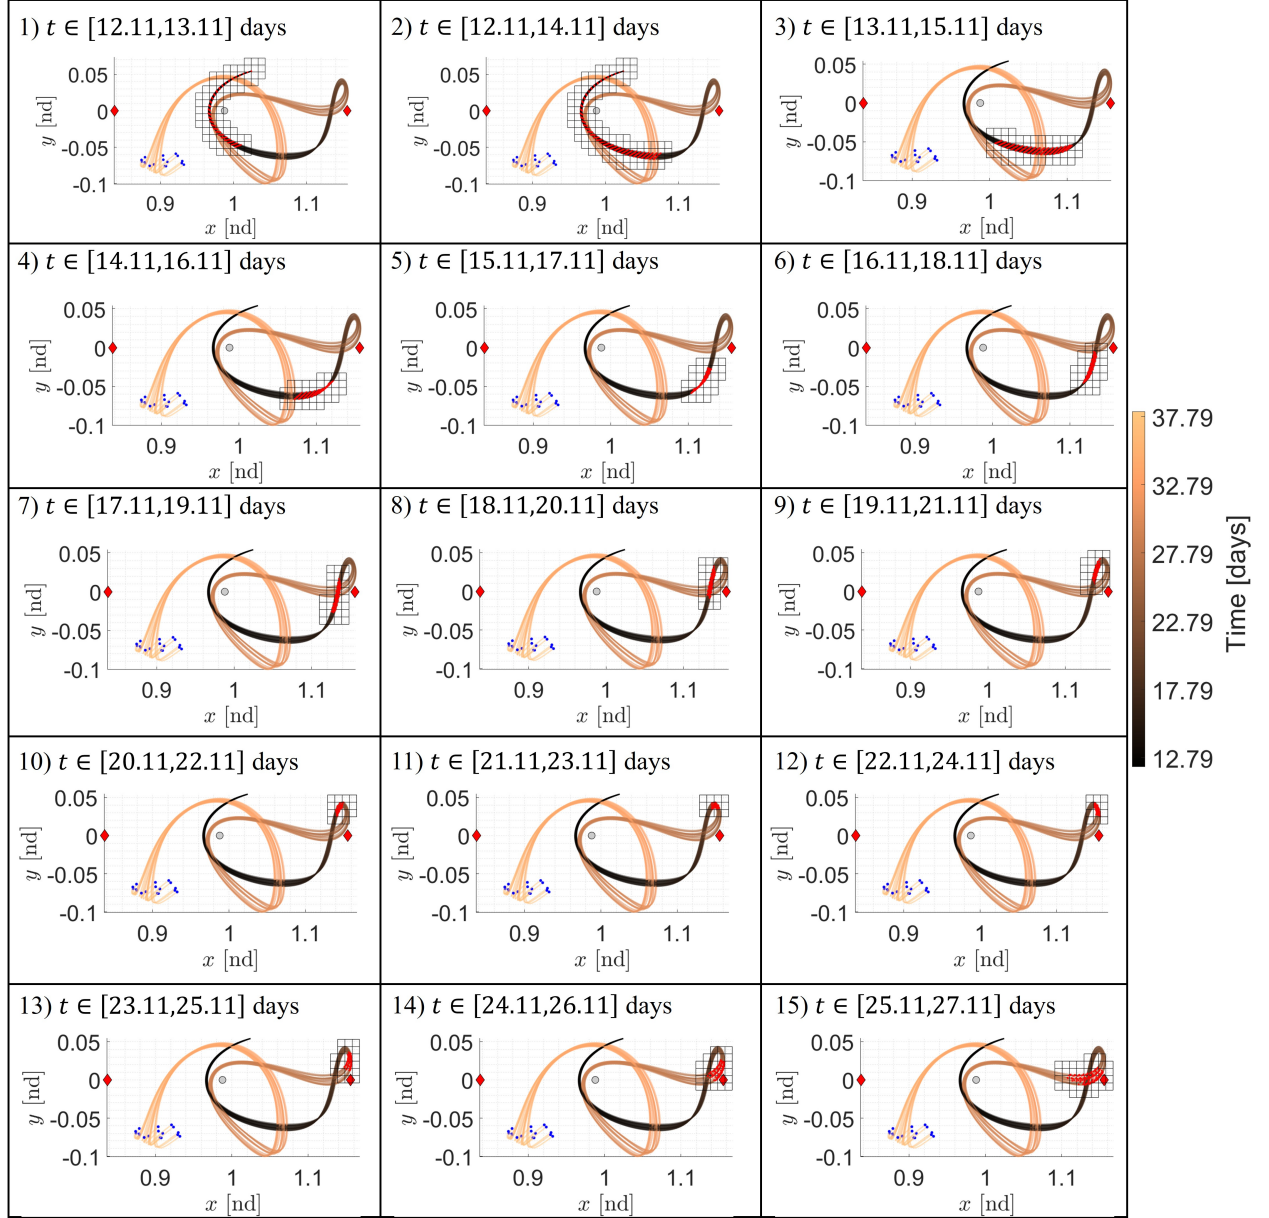 1) t ∈ [12.11,13.11] days
0.05
0
-0.05
-0.1
y [nd]
0.9
1
1.1
x [nd]
2) t ∈ [12.11,14.11] days
0.05
0
-0.05
-0.1
y [nd]
0.9
1
1.1
x [nd]
3) t ∈ [13.11,15.11] days
0.05
0
-0.05
-0.1
y [nd]
0.9
1
1.1
x [nd]
4) t ∈ [14.11,16.11] days
0.05
0
-0.05
-0.1
y [nd]
0.9
1
1.1
x [nd]
5) t ∈ [15.11,17.11] days
0.05
0
-0.05
-0.1
y [nd]
0.9
1
1.1
x [nd]
6) t ∈ [16.11,18.11] days
0.05
0
-0.05
-0.1
y [nd]
0.9
1
1.1
x [nd]
7) t ∈ [17.11,19.11] days
0.05
0
-0.05
-0.1
y [nd]
0.9
1
1.1
x [nd]
8) t ∈ [18.11,20.11] days
0.05
0
-0.05
-0.1
y [nd]
0.9
1
1.1
x [nd]
9) t ∈ [19.11,21.11] days
0.05
0
-0.05
-0.1
y [nd]
0.9
1
1.1
x [nd]
10) t ∈ [20.11,22.11] days
0.05
0
-0.05
-0.1
y [nd]
0.9
1
1.1
x [nd]
11) t ∈ [21.11,23.11] days
0.05
0
-0.05
-0.1
y [nd]
0.9
1
1.1
x [nd]
12) t ∈ [22.11,24.11] days
0.05
0
-0.05
-0.1
y [nd]
0.9
1
1.1
x [nd]
13) t ∈ [23.11,25.11] days
0.05
0
-0.05
-0.1
y [nd]
0.9
1
1.1
x [nd]
14) t ∈ [24.11,26.11] days
0.05
0
-0.05
-0.1
y [nd]
0.9
1
1.1
x [nd]
15) t ∈ [25.11,27.11] days
0.05
0
-0.05
-0.1
y [nd]
0.9
1
1.1
x [nd]
37.79
32.79
27.79
22.79
17.79
12.79
Time [days]